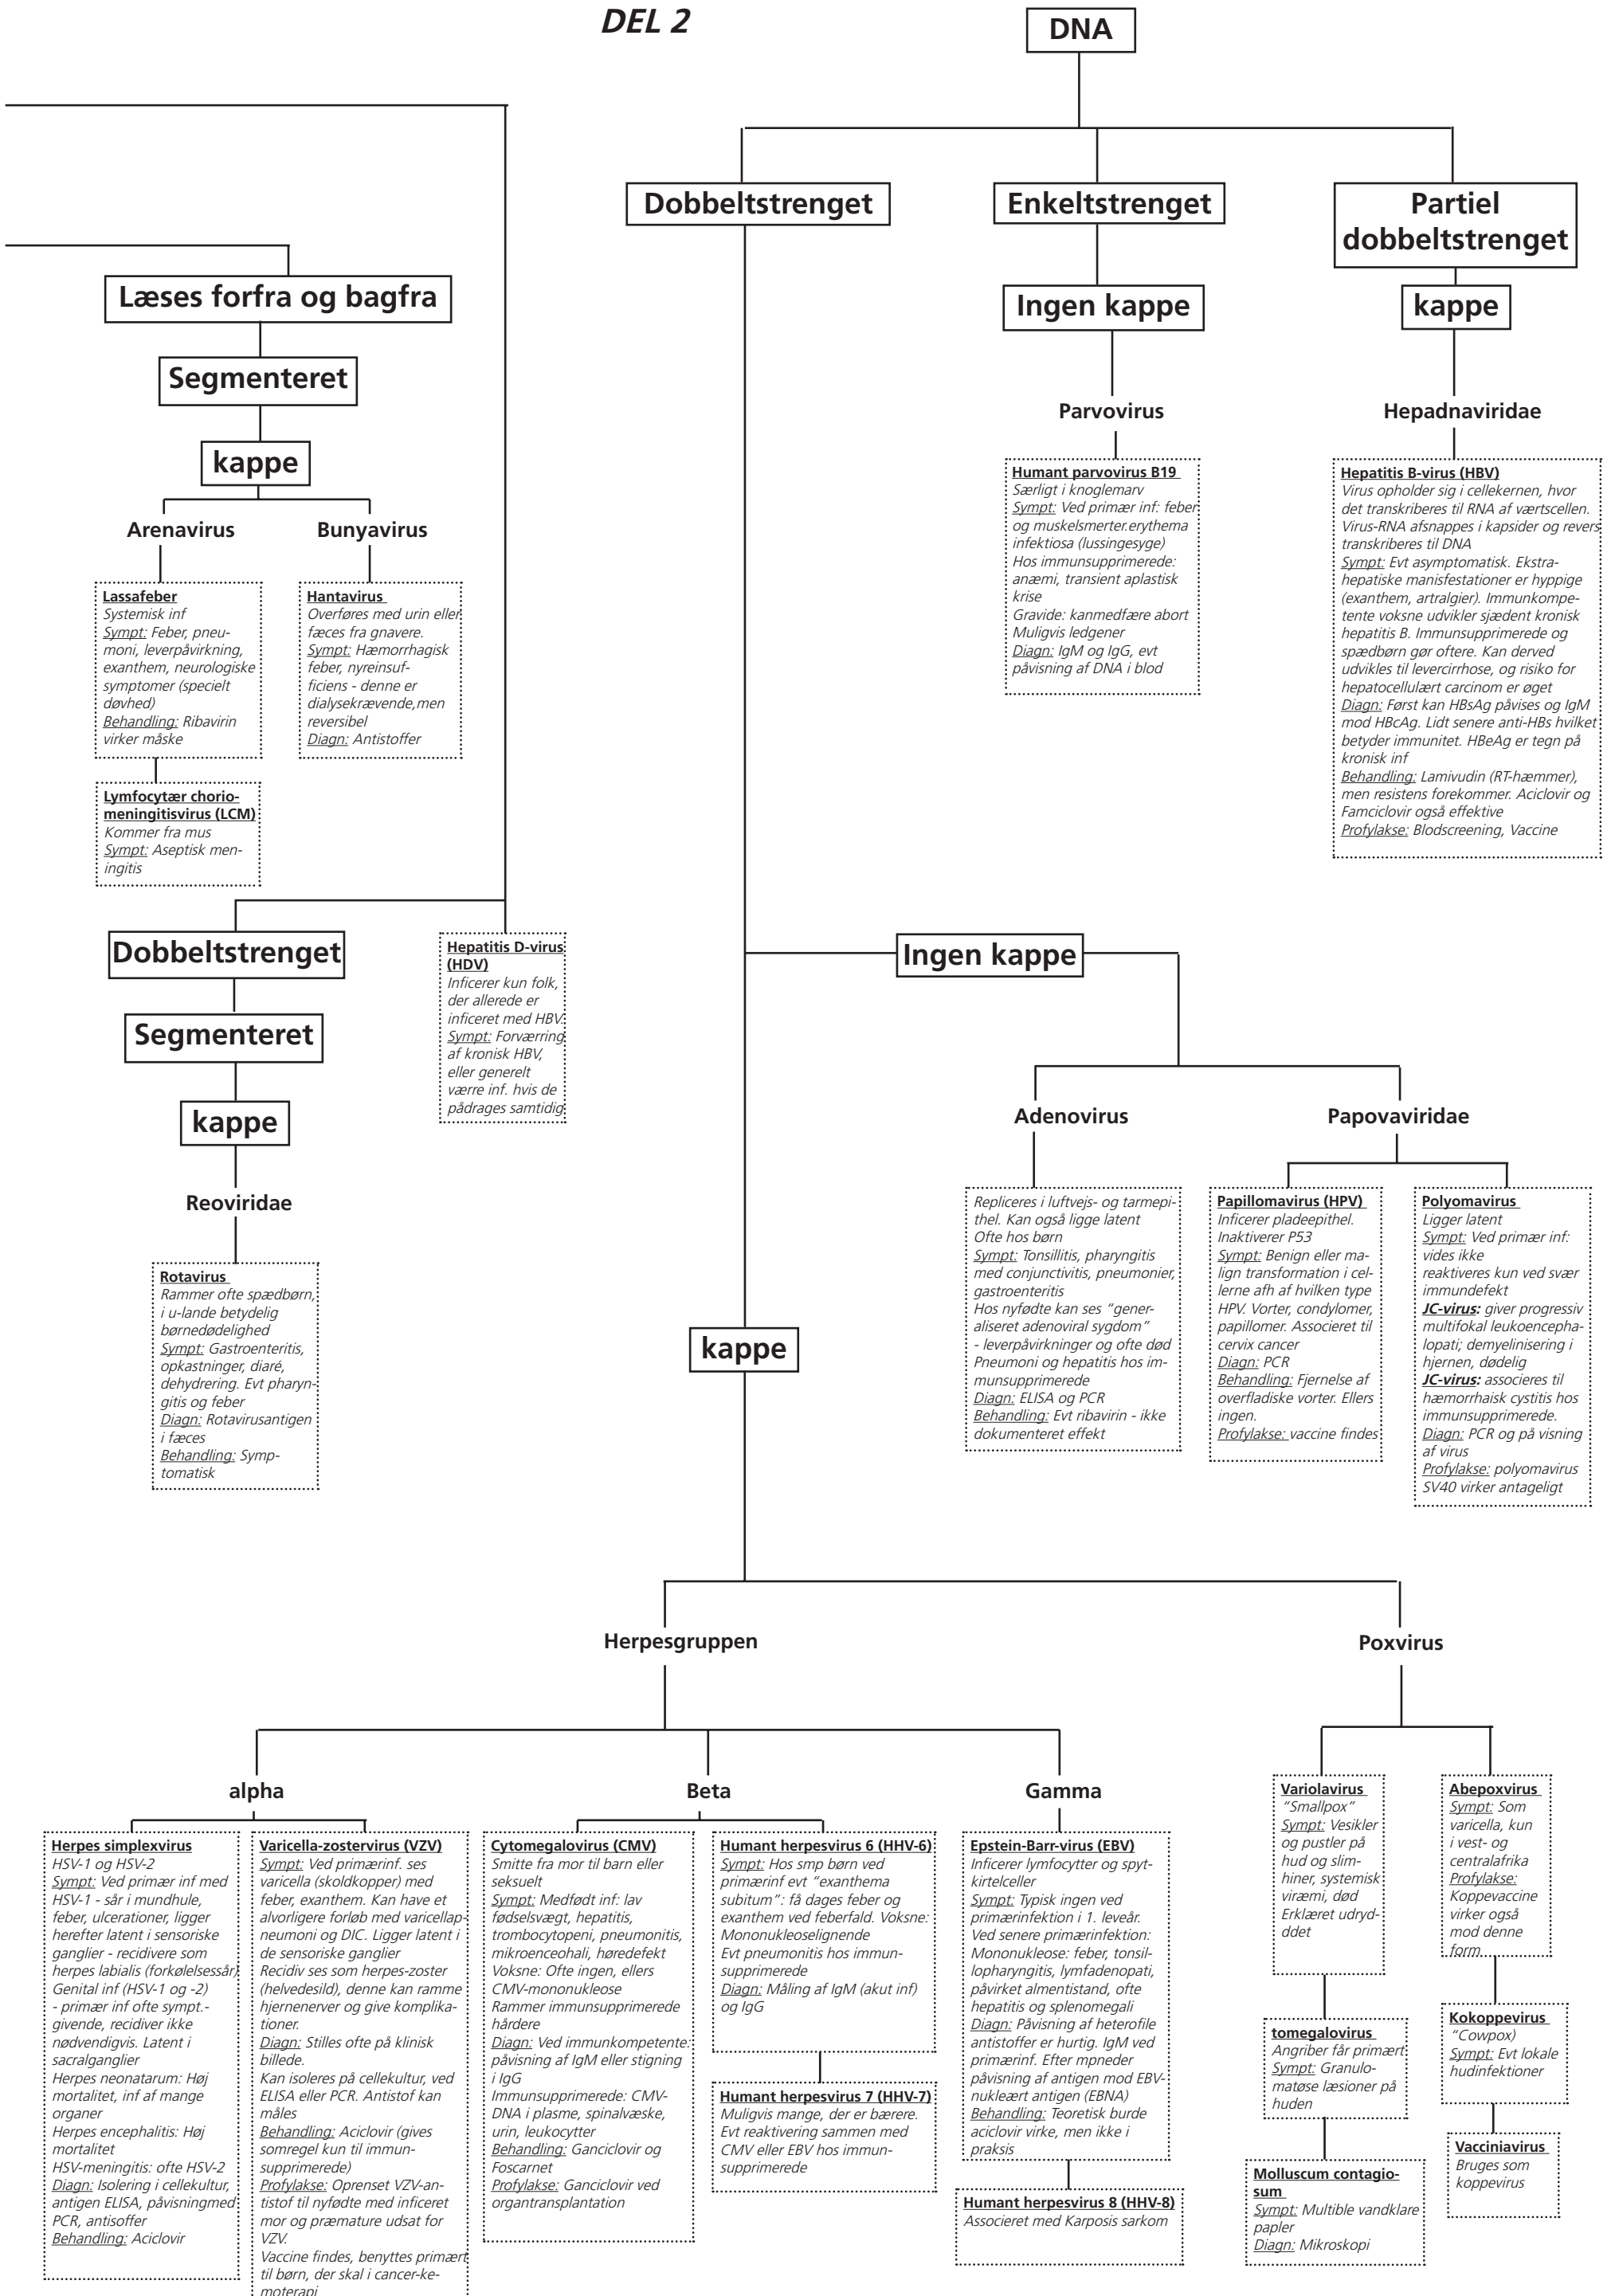 DEL 2
DNA
Dobbeltstrenget
Enkeltstrenget
Partiel
dobbeltstrenget
Læses forfra og bagfra
Ingen kappe
kappe
Segmenteret
Parvovirus
Hepadnaviridae
kappe
Arenavirus
Bunyavirus
Humant parvovirus B19
Særligt i knoglemarv
Sympt: Ved primær inf: feber
og muskelsmerter.erythema
infektiosa (lussingesyge)
Hos immunsupprimerede:
anæmi, transient aplastisk
krise
Gravide: kanmedfære abort
Muligvis ledgener
Diagn: IgM og IgG, evt
påvisning af DNA i blod
Hepatitis B-virus (HBV)
Virus opholder sig i cellekernen, hvor
det transkriberes til RNA af værtscellen.
Virus-RNA afsnappes i kapsider og revers
transkriberes til DNA
Sympt: Evt asymptomatisk. Ekstra-
hepatiske manisfestationer er hyppige
(exanthem, artralgier). Immunkompe-
tente voksne udvikler sjædent kronisk
hepatitis B. Immunsupprimerede og
spædbørn gør oftere. Kan derved
udvikles til levercirrhose, og risiko for
hepatocellulært carcinom er øget
Diagn: Først kan HBsAg påvises og IgM
mod HBcAg. Lidt senere anti-HBs hvilket
betyder immunitet. HBeAg er tegn på
kronisk inf
Behandling: Lamivudin (RT-hæmmer),
men resistens forekommer. Aciclovir og
Famciclovir også effektive
Profylakse: Blodscreening, Vaccine
Lassafeber
Systemisk inf
Sympt: Feber, pneu-
moni, leverpåvirkning,
exanthem, neurologiske
symptomer (specielt
døvhed)
Behandling: Ribavirin
virker måske
Hantavirus
Overføres med urin eller
fæces fra gnavere.
Sympt: Hæmorrhagisk
feber, nyreinsuf-
ficiens - denne er
dialysekrævende,men
reversibel
Diagn: Antistoffer
Lymfocytær chorio-
meningitisvirus (LCM)
Kommer fra mus
Sympt: Aseptisk men-
ingitis
Dobbeltstrenget
Segmenteret
kappe
Reoviridae
Hepatitis D-virus
(HDV)
Inficerer kun folk,
der allerede er
inficeret med HBV.
Sympt: Forværring
af kronisk HBV,
eller generelt
værre inf. hvis de
pådrages samtidig
Rotavirus
Rammer ofte spædbørn,
i u-lande betydelig
børnedødelighed
Sympt: Gastroenteritis,
opkastninger, diaré,
dehydrering. Evt pharyn-
gitis og feber
Diagn: Rotavirusantigen
i fæces
Behandling: Symp-
tomatisk
Ingen kappe
Adenovirus
Papovaviridae
Repliceres i luftvejs- og tarmepi-
thel. Kan også ligge latent
Ofte hos børn
Sympt: Tonsillitis, pharyngitis
med conjunctivitis, pneumonier,
gastroenteritis
Hos nyfødte kan ses “gener-
aliseret adenoviral sygdom”
- leverpåvirkninger og ofte død
Pneumoni og hepatitis hos im-
munsupprimerede
Diagn: ELISA og PCR
Behandling: Evt ribavirin - ikke
dokumenteret effekt
Papillomavirus (HPV)
Inficerer pladeepithel.
Inaktiverer P53
Sympt: Benign eller ma-
lign transformation i cel-
lerne afh af hvilken type
HPV. Vorter, condylomer,
papillomer. Associeret til
cervix cancer
Diagn: PCR
Behandling: Fjernelse af
overfladiske vorter. Ellers
ingen.
Profylakse: vaccine findes
Polyomavirus
Ligger latent
Sympt: Ved primær inf:
vides ikke
reaktiveres kun ved svær
immundefekt
JC-virus: giver progressiv
multifokal leukoencepha-
lopati; demyelinisering i
hjernen, dødelig
JC-virus: associeres til
hæmorrhaisk cystitis hos
immunsupprimerede.
Diagn: PCR og på visning
af virus
Profylakse: polyomavirus
SV40 virker antageligt
kappe
Herpesgruppen
Poxvirus
alpha
Beta
Gamma
Herpes simplexvirus
HSV-1 og HSV-2
Sympt: Ved primær inf med
HSV-1 - sår i mundhule,
feber, ulcerationer, ligger
herefter latent i sensoriske
ganglier - recidivere som
herpes labialis (forkølelsessår)
Genital inf (HSV-1 og -2)
- primær inf ofte sympt.-
givende, recidiver ikke
nødvendigvis. Latent i
sacralganglier
Herpes neonatarum: Høj
mortalitet, inf af mange
organer
Herpes encephalitis: Høj
mortalitet
HSV-meningitis: ofte HSV-2
Diagn: Isolering i cellekultur,
antigen ELISA, påvisningmed
PCR, antisoffer
Behandling: Aciclovir
Varicella-zostervirus (VZV)
Sympt: Ved primærinf. ses
varicella (skoldkopper) med
feber, exanthem. Kan have et
alvorligere forløb med varicellap-
neumoni og DIC. Ligger latent i
de sensoriske ganglier
Recidiv ses som herpes-zoster
(helvedesild), denne kan ramme
hjernenerver og give komplika-
tioner.
Diagn: Stilles ofte på klinisk
billede.
Kan isoleres på cellekultur, ved
ELISA eller PCR. Antistof kan
måles
Behandling: Aciclovir (gives
somregel kun til immun-
supprimerede)
Profylakse: Oprenset VZV-an-
tistof til nyfødte med inficeret
mor og præmature udsat for
VZV.
Vaccine findes, benyttes primært
til børn, der skal i cancer-ke-
moterapi
Cytomegalovirus (CMV)
Smitte fra mor til barn eller
seksuelt
Sympt: Medfødt inf: lav
fødselsvægt, hepatitis,
trombocytopeni, pneumonitis,
mikroenceohali, høredefekt
Voksne: Ofte ingen, ellers
CMV-mononukleose
Rammer immunsupprimerede
hårdere
Diagn: Ved immunkompetente:
påvisning af IgM eller stigning
i IgG
Immunsupprimerede: CMV-
DNA i plasme, spinalvæske,
urin, leukocytter
Behandling: Ganciclovir og
Foscarnet
Profylakse: Ganciclovir ved
organtransplantation
Humant herpesvirus 6 (HHV-6)
Sympt: Hos smp børn ved
primærinf evt “exanthema
subitum”: få dages feber og
exanthem ved feberfald. Voksne:
Mononukleoselignende
Evt pneumonitis hos immun-
supprimerede
Diagn: Måling af IgM (akut inf)
og IgG
Humant herpesvirus 7 (HHV-7)
Muligvis mange, der er bærere.
Evt reaktivering sammen med
CMV eller EBV hos immun-
supprimerede
Epstein-Barr-virus (EBV)
Inficerer lymfocytter og spyt-
kirtelceller
Sympt: Typisk ingen ved
primærinfektion i 1. leveår.
Ved senere primærinfektion:
Mononukleose: feber, tonsil-
lopharyngitis, lymfadenopati,
påvirket almentistand, ofte
hepatitis og splenomegali
Diagn: Påvisning af heterofile
antistoffer er hurtig. IgM ved
primærinf. Efter mpneder
påvisning af antigen mod EBV-
nukleært antigen (EBNA)
Behandling: Teoretisk burde
aciclovir virke, men ikke i
praksis
Humant herpesvirus 8 (HHV-8)
Associeret med Karposis sarkom
Variolavirus
“Smallpox”
Sympt: Vesikler
og pustler på
hud og slim-
hiner, systemisk
viræmi, død
Erklæret udryd-
ddet
tomegalovirus
Angriber får primært
Sympt: Granulo-
matøse læsioner på
huden
Molluscum contagio-
sum
Sympt: Multible vandklare
papler
Diagn: Mikroskopi
Abepoxvirus
Sympt: Som
varicella, kun
i vest- og
centralafrika
Profylakse:
Koppevaccine
virker også
mod denne
form
Kokoppevirus
“Cowpox)
Sympt: Evt lokale
hudinfektioner
Vacciniavirus
Bruges som
koppevirus